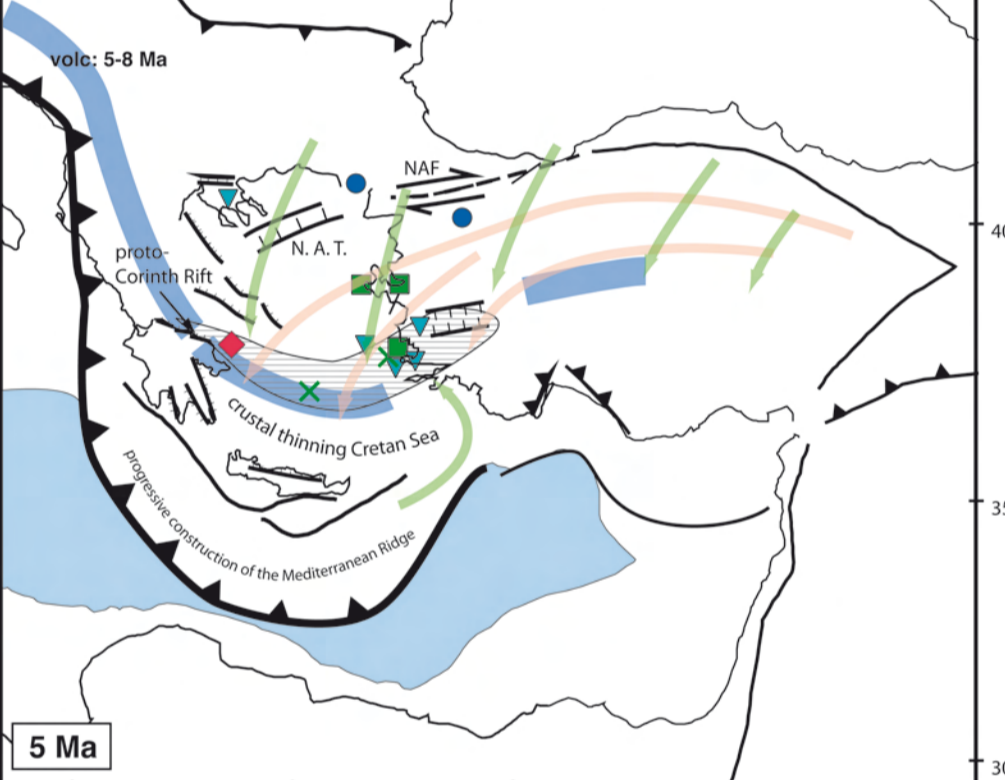 volc: 5-8 Ma
NAF
40
N. A. T.
proto-
Corinth Rift
crustal thinning Cretan Sea
progressive construction of the Mediterranean Ridge
35
5 Ma
30